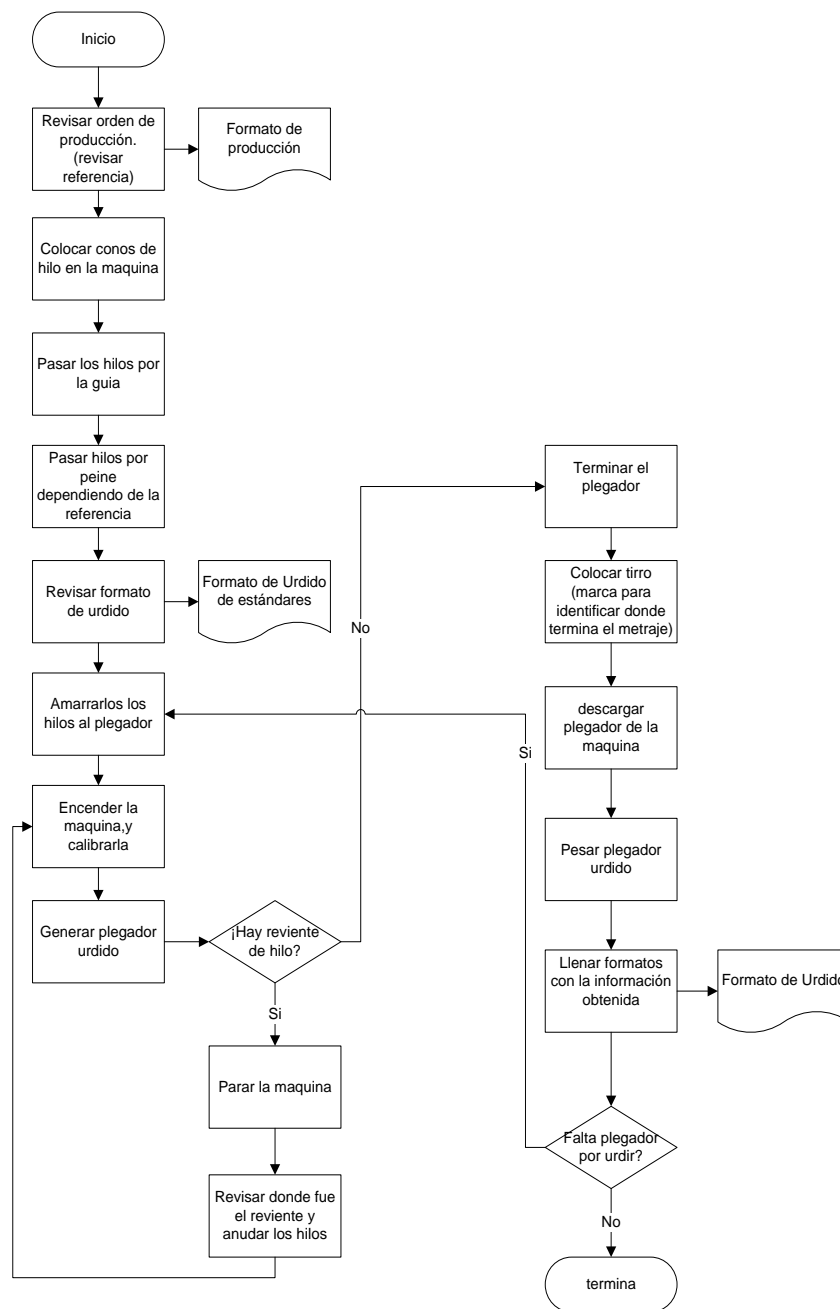 Inicio
Revisar orden de
producción.
(revisar
referencia)
Formato de
producción
Colocar conos de
hilo en la maquina
Pasar los hilos por
la guia
Pasar hilos por
peine
dependiendo de la
referencia
Revisar formato
de urdido
Formato de Urdido
de estándares
Amarrarlos los
hilos al plegador
Encender la
maquina,y
calibrarla
Generar plegador
urdido
¡Hay reviente
de hilo?
Si
Parar la maquina
Revisar donde fue
el reviente y
anudar los hilos
No
Terminar el
plegador
Colocar tirro
(marca para
identificar donde
termina el metraje)
descargar
plegador de la
maquina
Pesar plegador
urdido
Llenar formatos
con la información
obtenida
Formato de Urdido
Falta plegador
por urdir?
Si
No
termina